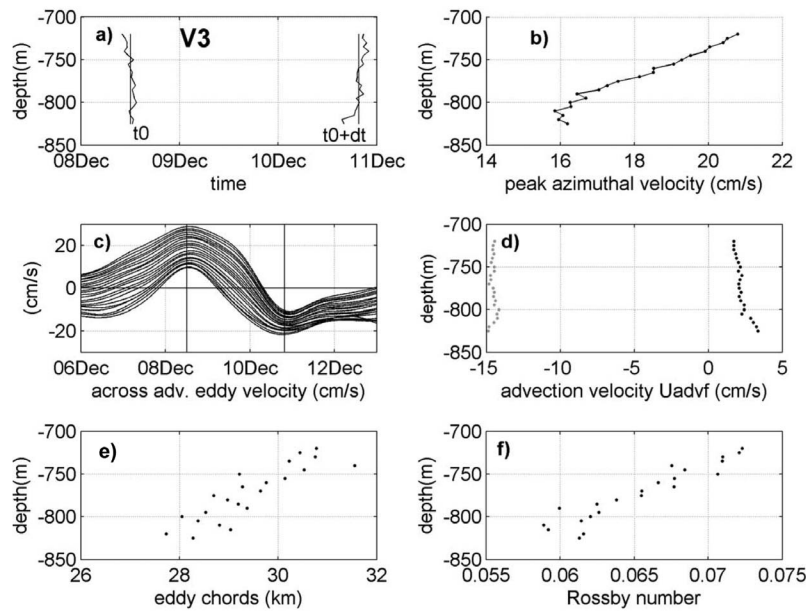 a) V3
-700
-750
-800
-850
depth(m)
t0 t0+dt
08Dec 09Dec 10Dec 11Dec
time
b)
-700
-750
-800
-850
depth(m)
14 16 18 20 22
peak azimuthal velocity (cm/s)
c)
20
0
-20
(cm/s)
06Dec 08Dec 10Dec 12Dec
across adv. eddy velocity (cm/s)
d)
-700
-750
-800
-850
depth(m)
-15 -10 -5 0 5
advection velocity Uadvf (cm/s)
e)
-700
-750
-800
-850
depth(m)
26 28 30 32
eddy chords (km)
f)
-700
-750
-800
-850
depth(m)
0.055 0.06 0.065 0.07 0.075
Rossby number